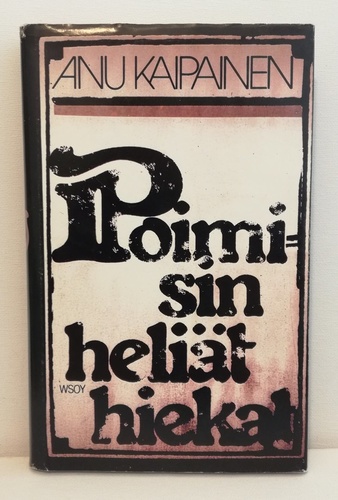 ANU KAIPAINEN
Poimi-
sin
heliät
WSOY
hiekat